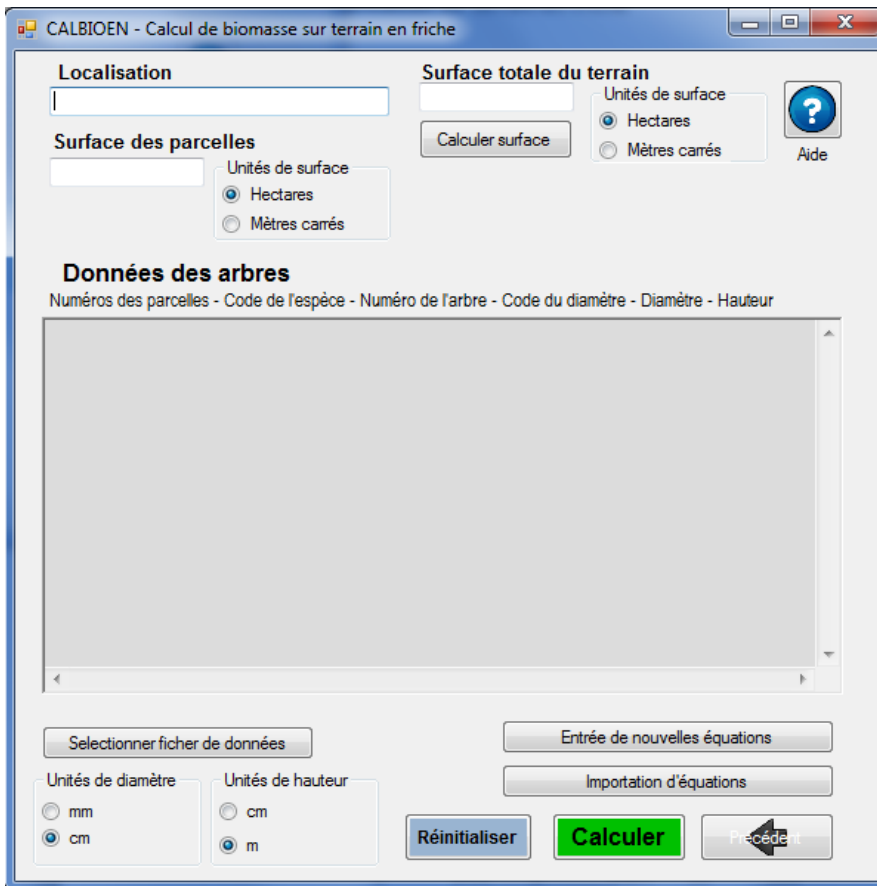 CALBIOEN - Calcul de biomasse sur terrain en friche
Localisation
Surface totale du terrain
Unités de surface
Hectares
Mètres carrés
Calculer surface
Aide
Surface des parcelles
Unités de surface
Hectares
Mètres carrés
Données des arbres
Numéros des parcelles - Code de l'espèce - Numéro de l'arbre - Code du diamètre - Diamètre - Hauteur
Selectionner ficher de données
Entrée de nouvelles équations
Importation d'équations
Unités de diamètre
mm
cm
Unités de hauteur
cm
m
Réinitialiser
Calculer
Précédent